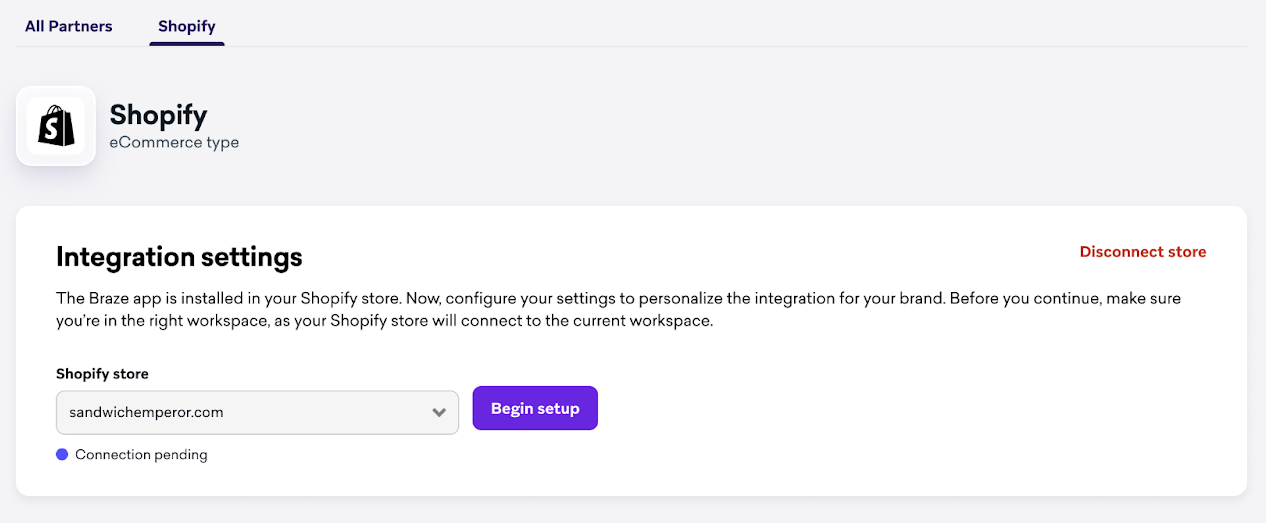 All Partners
Shopify
Shopify
eCommerce type
Integration settings
Disconnect store
The Braze app is installed in your Shopify store. Now, configure your settings to personalize the integration for your brand. Before you continue, make sure
you’re in the right workspace, as your Shopify store will connect to the current workspace.
Shopify store
sandwichemperor.com
Begin setup
Connection pending